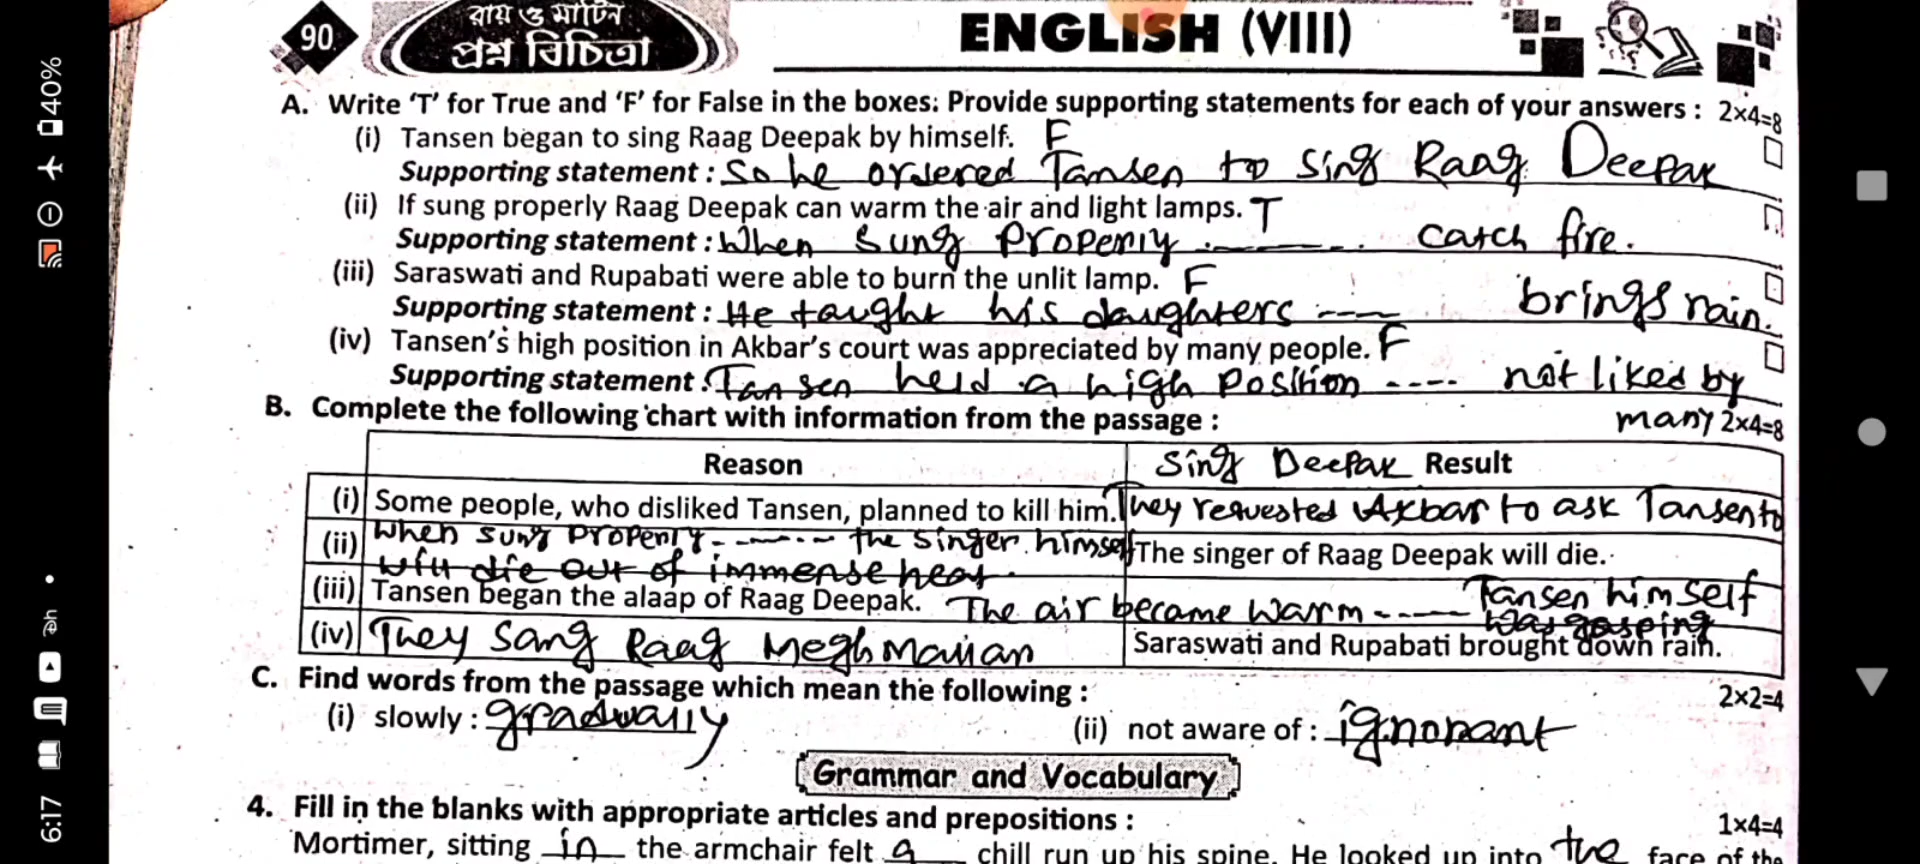 90
রায় ও মার্টিন
প্রশ্ন বিচিত্রা
ENGLISH (VIII)
A. Write ‘T’ for True and ‘F’ for False in the boxes: Provide supporting statements for each of your answers : 2×4=8
(i) Tansen began to sing Raag Deepak by himself. F
Supporting statement : So he ordered Tansen to sing Raag Deepak
(ii) If sung properly Raag Deepak can warm the air and light lamps. T
Supporting statement : When sung properly ........ catch fire.
(iii) Saraswati and Rupabati were able to burn the unlit lamp. F
Supporting statement : He taught his daughters ---- brings rain.
(iv) Tansen's high position in Akbar's court was appreciated by many people. F
Supporting statement : Tansen held a high position ---- not liked by
many
B. Complete the following chart with information from the passage : 2×4=8
Reason
Sing Deepak Result
(i) Some people, who disliked Tansen, planned to kill him. They requested Akbar to ask Tansen to
(ii) When sung properly ------- the singer himself The singer of Raag Deepak will die.
will die out of immense heat.
(iii) Tansen began the alaap of Raag Deepak. The air became warm ---- Tansen himself
was gasping
(iv) They sang Raag Megh Mallar Saraswati and Rupabati brought down rain.
C. Find words from the passage which mean the following : 2×2=4
(i) slowly : gradually (ii) not aware of : ignorant
Grammar and Vocabulary
4. Fill in the blanks with appropriate articles and prepositions : 1×4=4
Mortimer, sitting in the armchair felt a chill run up his spine. He looked up into the face of the
40%
6:17